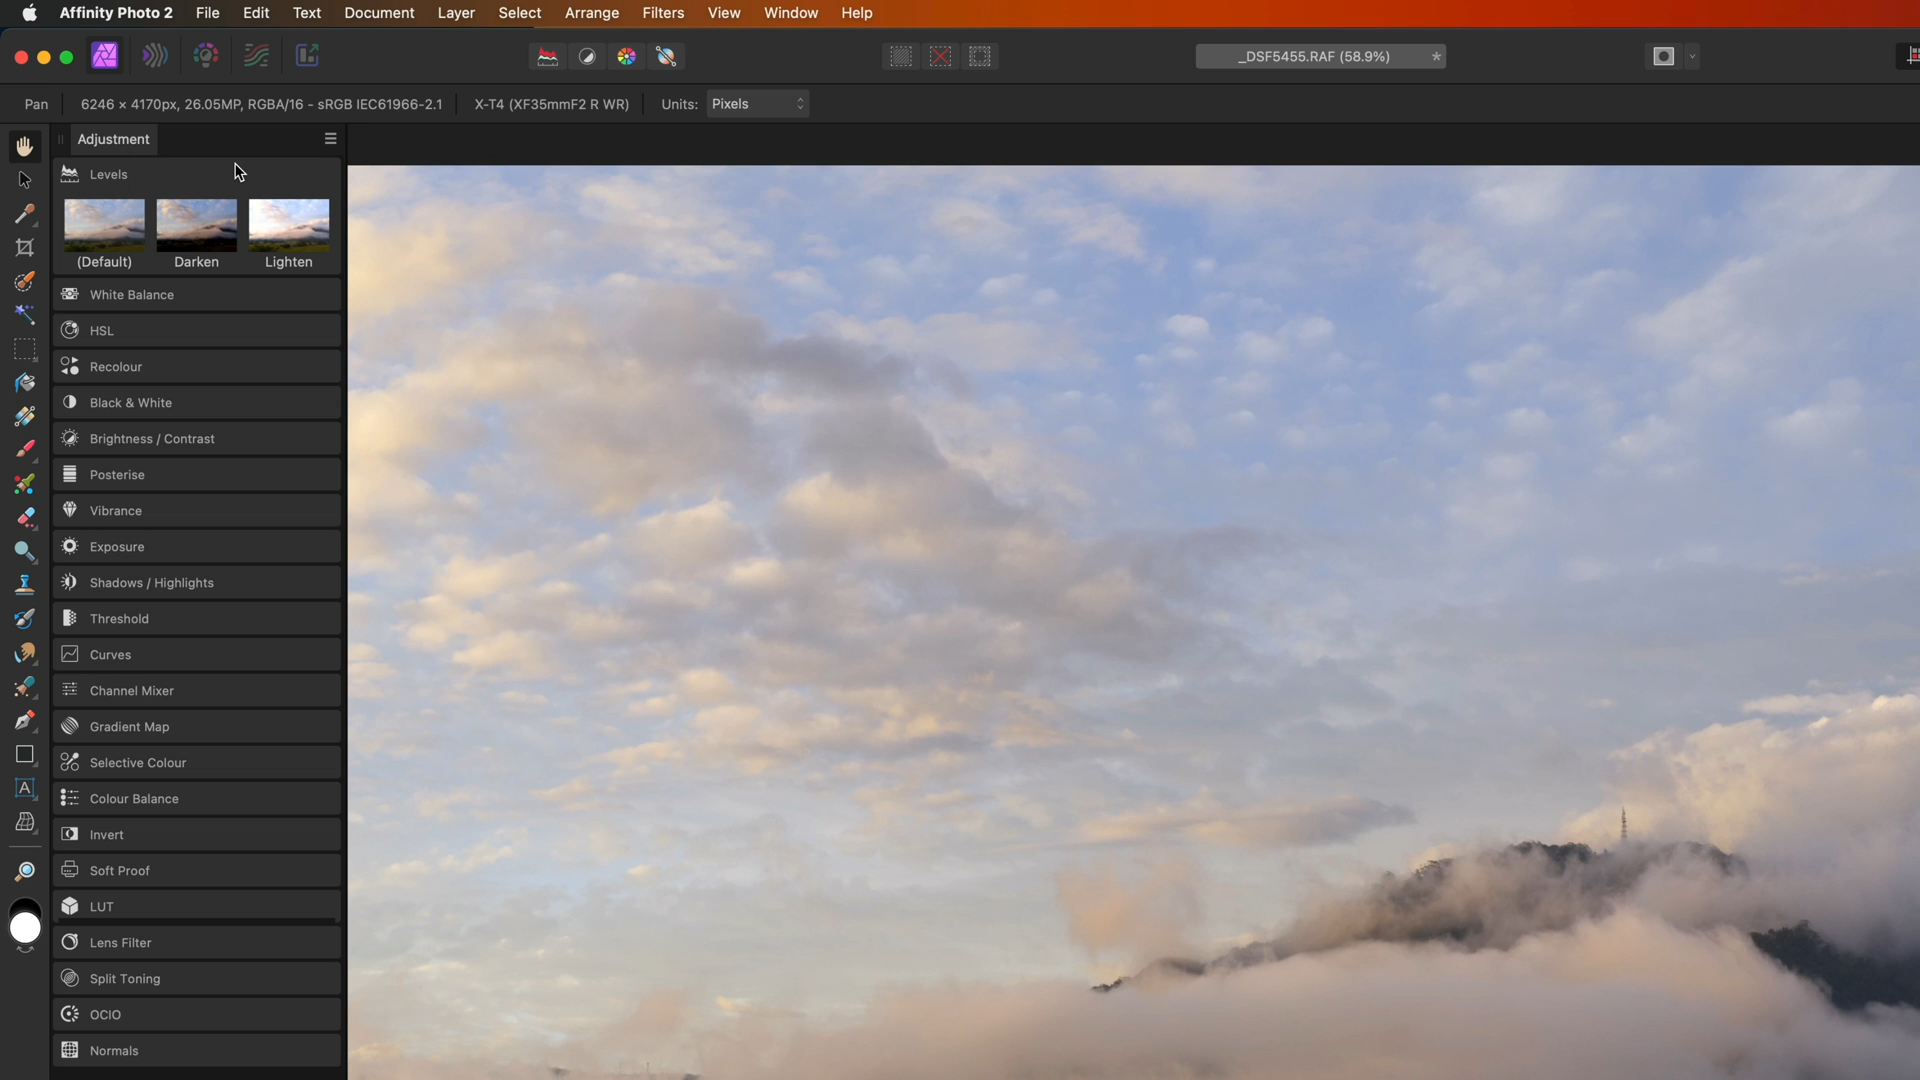 Affinity Photo 2 File Edit Text Document Layer Select Arrange Filters View Window Help
_DSF5455.RAF (58.9%) *
Pan 6246 × 4170px, 26.05MP, RGBA/16 - sRGB IEC61966-2.1 X-T4 (XF35mmF2 R WR) Units: Pixels
Adjustment
Levels
(Default) Darken Lighten
White Balance
HSL
Recolour
Black & White
Brightness / Contrast
Posterise
Vibrance
Exposure
Shadows / Highlights
Threshold
Curves
Channel Mixer
Gradient Map
Selective Colour
Colour Balance
Invert
Soft Proof
LUT
Lens Filter
Split Toning
OCIO
Normals